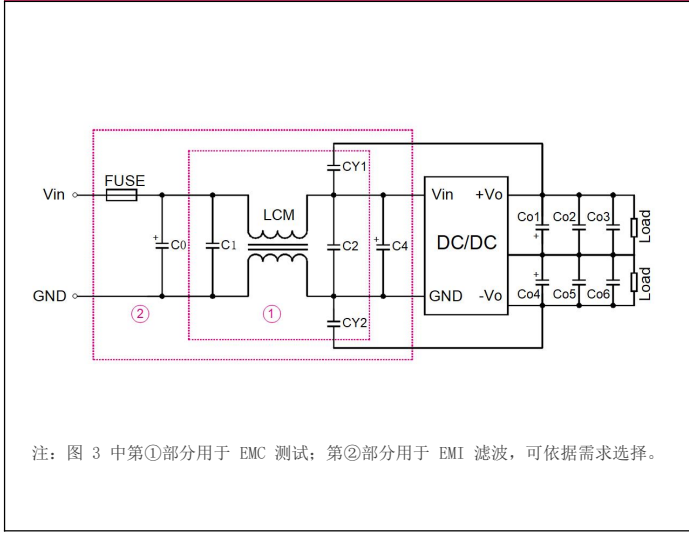 FUSE
Vin
GND
C0
C1
LCM
CY1
C2
CY2
C4
①
②
Vin +Vo
DC/DC
GND -Vo
Co1 Co2 Co3
Load
Co4 Co5 Co6
Load
+
+
+
+
注: 图 3 中第①部分用于 EMC 测试; 第②部分用于 EMI 滤波, 可依据需求选择。